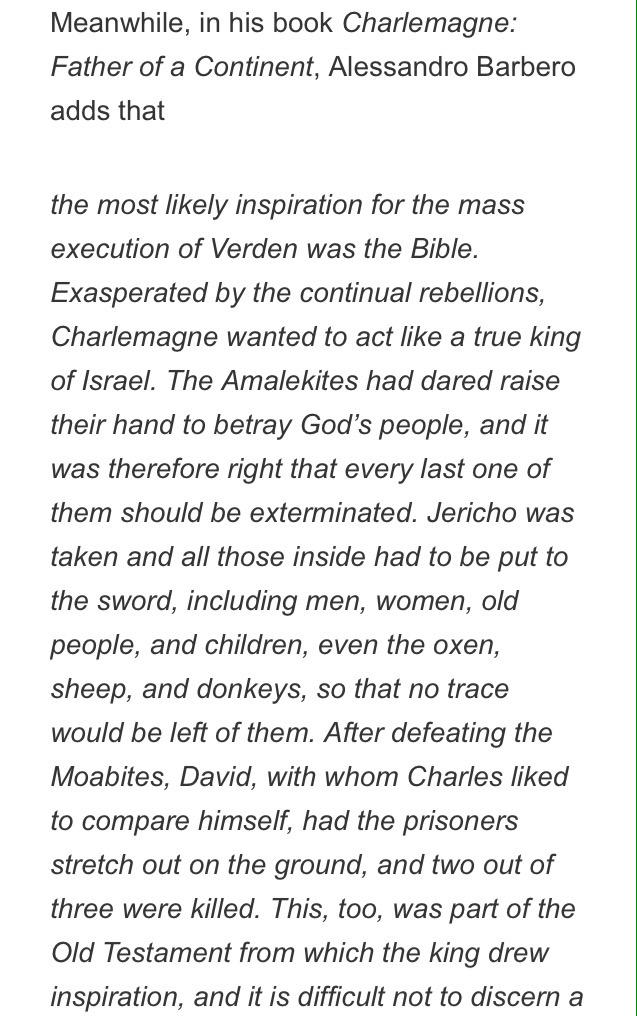 Meanwhile, in his book Charlemagne:
Father of a Continent, Alessandro Barbero
adds that
the most likely inspiration for the mass
execution of Verden was the Bible.
Exasperated by the continual rebellions,
Charlemagne wanted to act like a true king
of Israel. The Amalekites had dared raise
their hand to betray God’s people, and it
was therefore right that every last one of
them should be exterminated. Jericho was
taken and all those inside had to be put to
the sword, including men, women, old
people, and children, even the oxen,
sheep, and donkeys, so that no trace
would be left of them. After defeating the
Moabites, David, with whom Charles liked
to compare himself, had the prisoners
stretch out on the ground, and two out of
three were killed. This, too, was part of the
Old Testament from which the king drew
inspiration, and it is difficult not to discern a